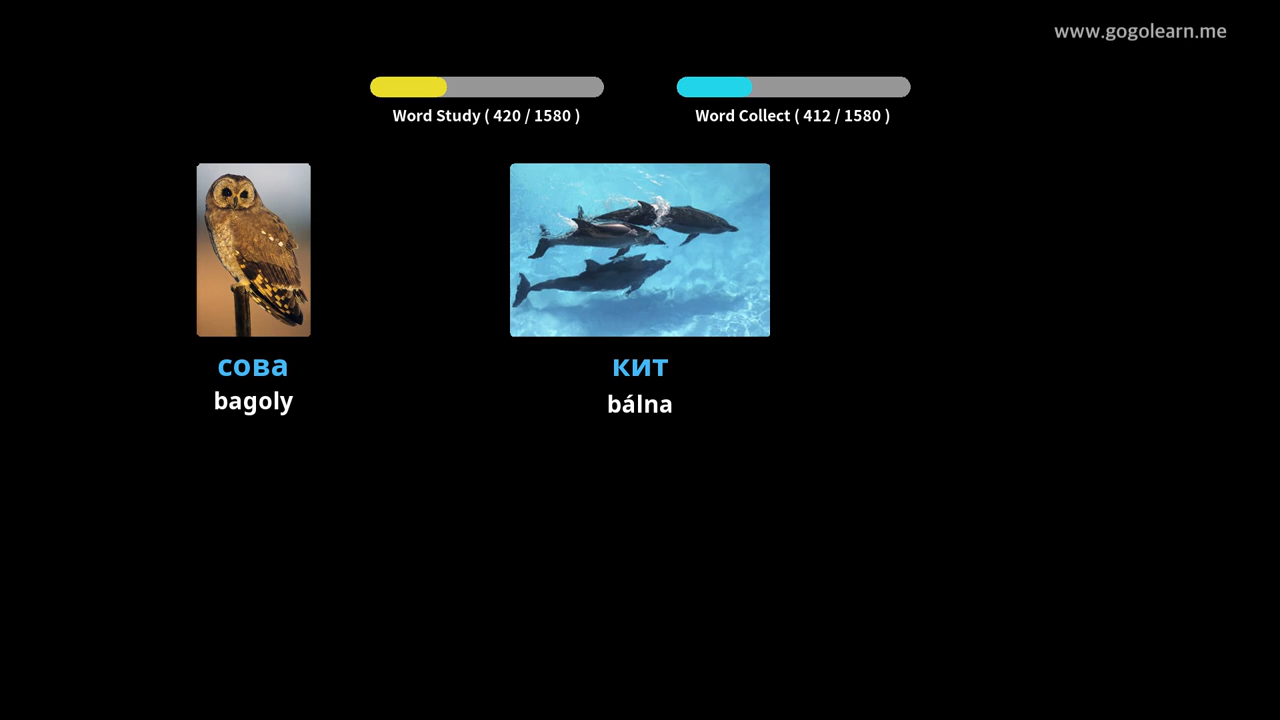 www.gogolearn.me
Word Study ( 420 / 1580 )
Word Collect ( 412 / 1580 )
сова
bagoly
кит
bálna